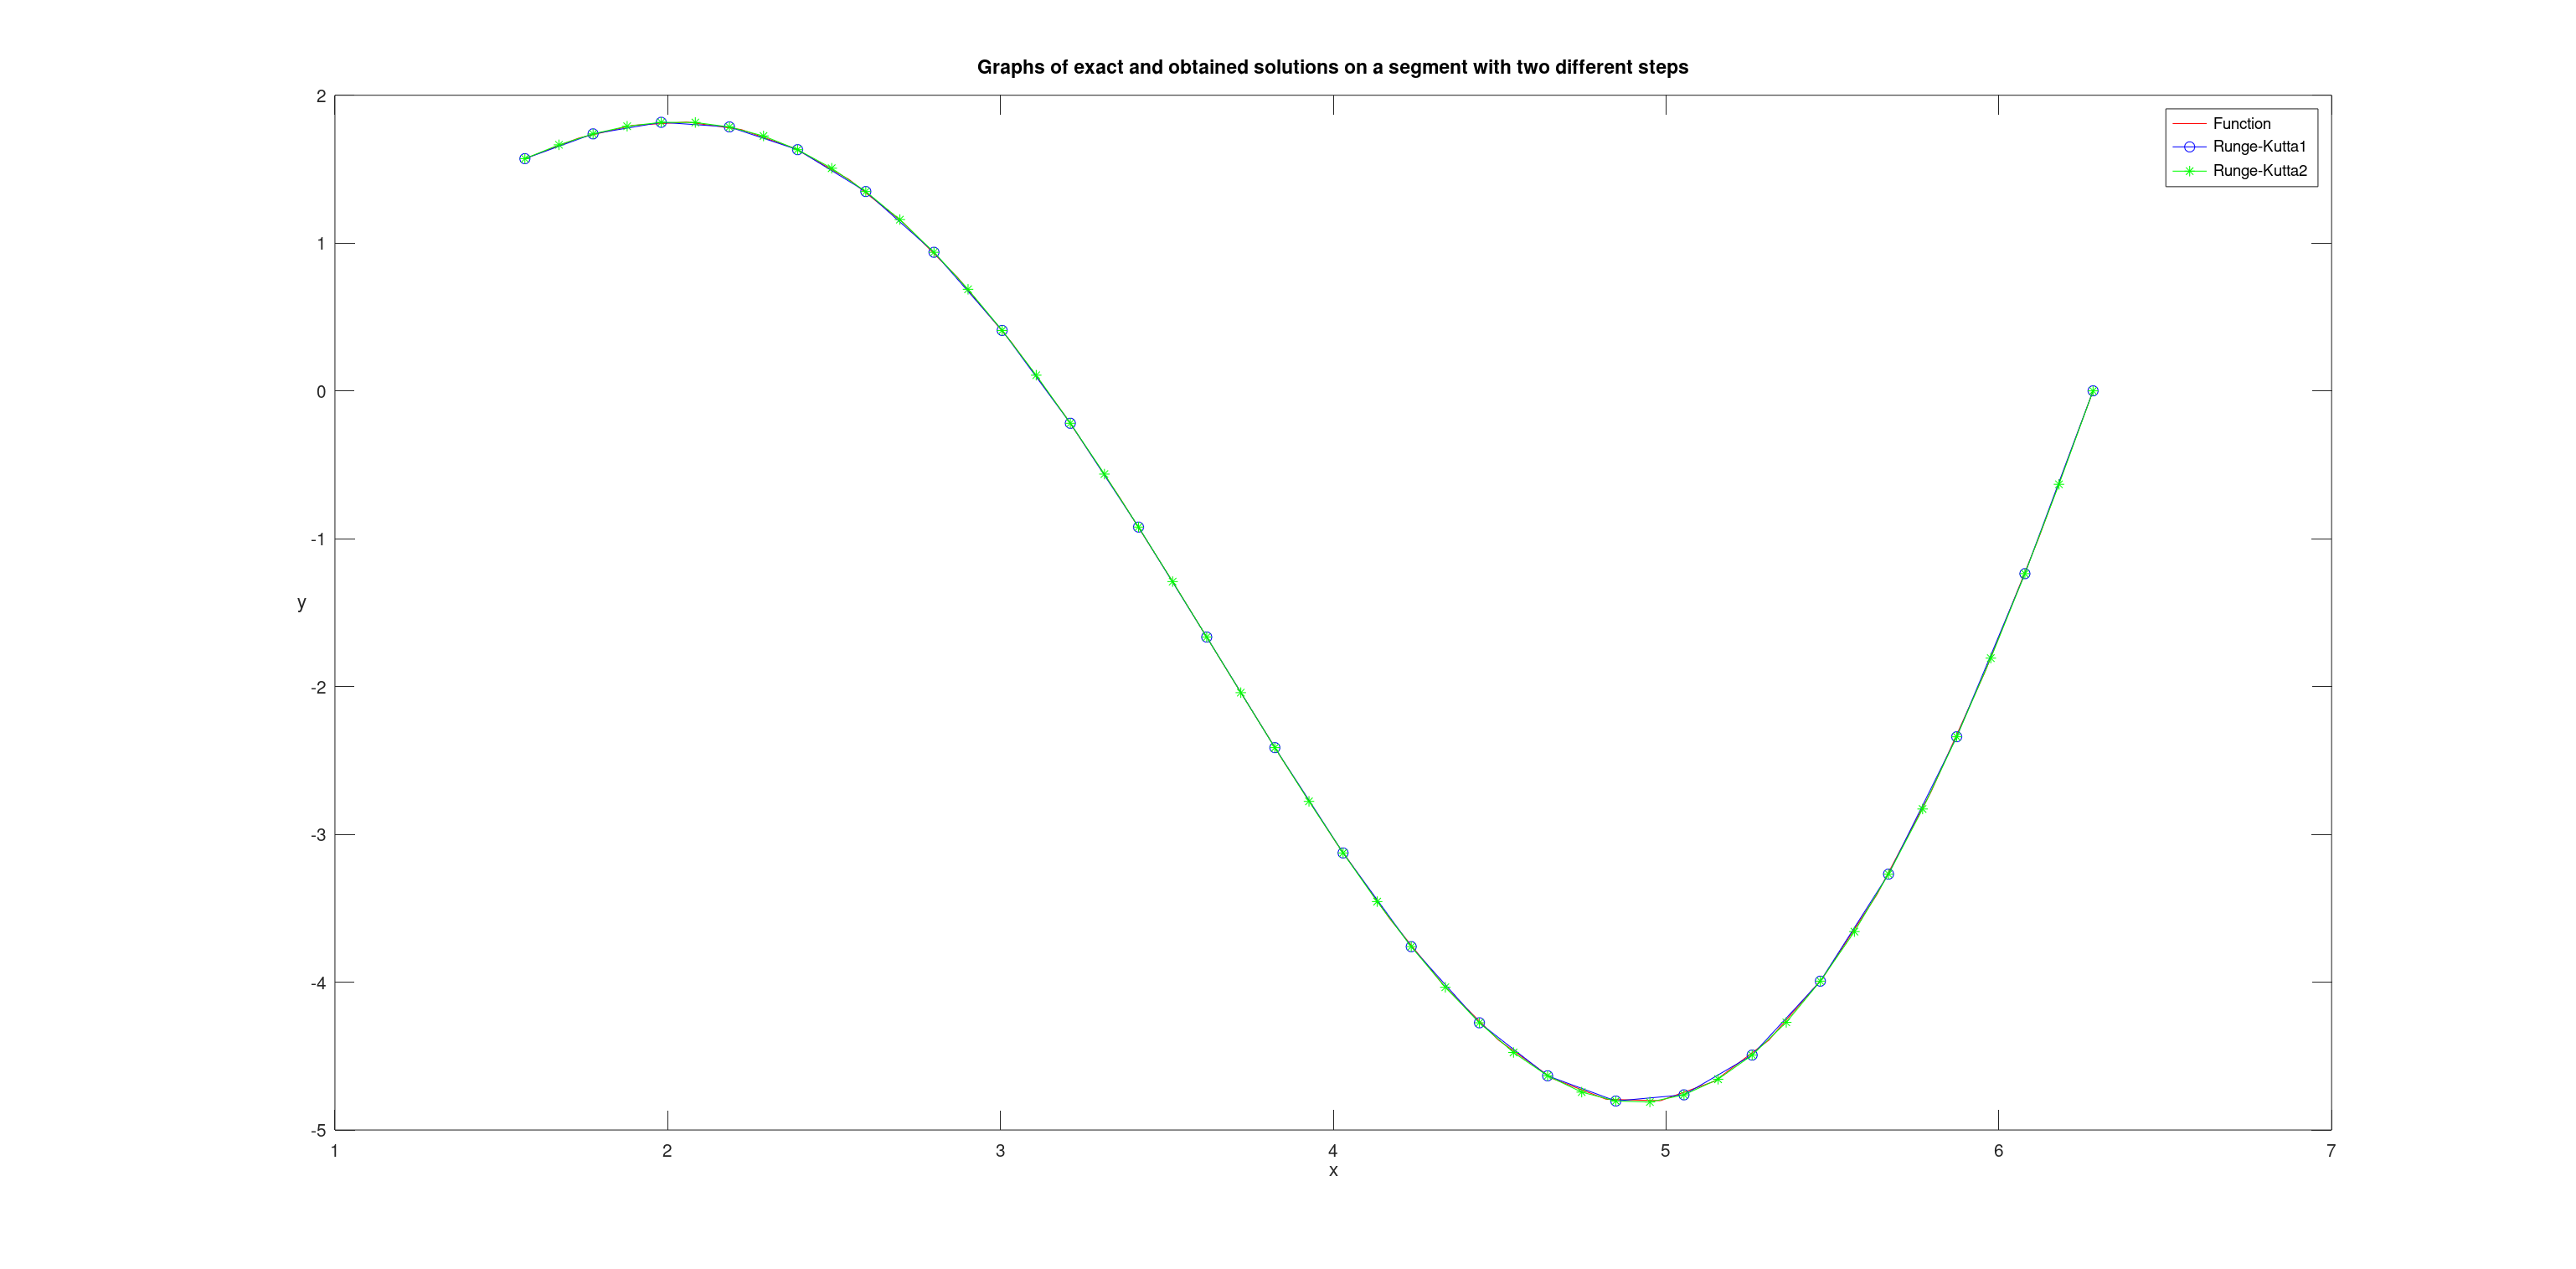 Graphs of exact and obtained solutions on a segment with two different steps
2
1
0
-1
-2
-3
-4
-5
y
Function
Runge-Kutta1
Runge-Kutta2
1 2 3 4 5 6 7
x